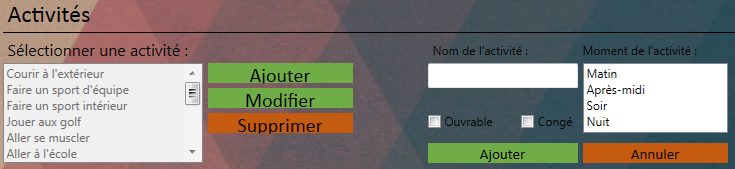 Activités
Sélectionner une activité :
Courir à l'extérieur
Faire un sport d'équipe
Faire un sport intérieur
Jouer aux golf
Aller se muscler
Aller à l'école
Ajouter
Modifier
Supprimer
Nom de l'activité :
Ouvrable
Congé
Moment de l'activité :
Matin
Après-midi
Soir
Nuit
Ajouter
Annuler